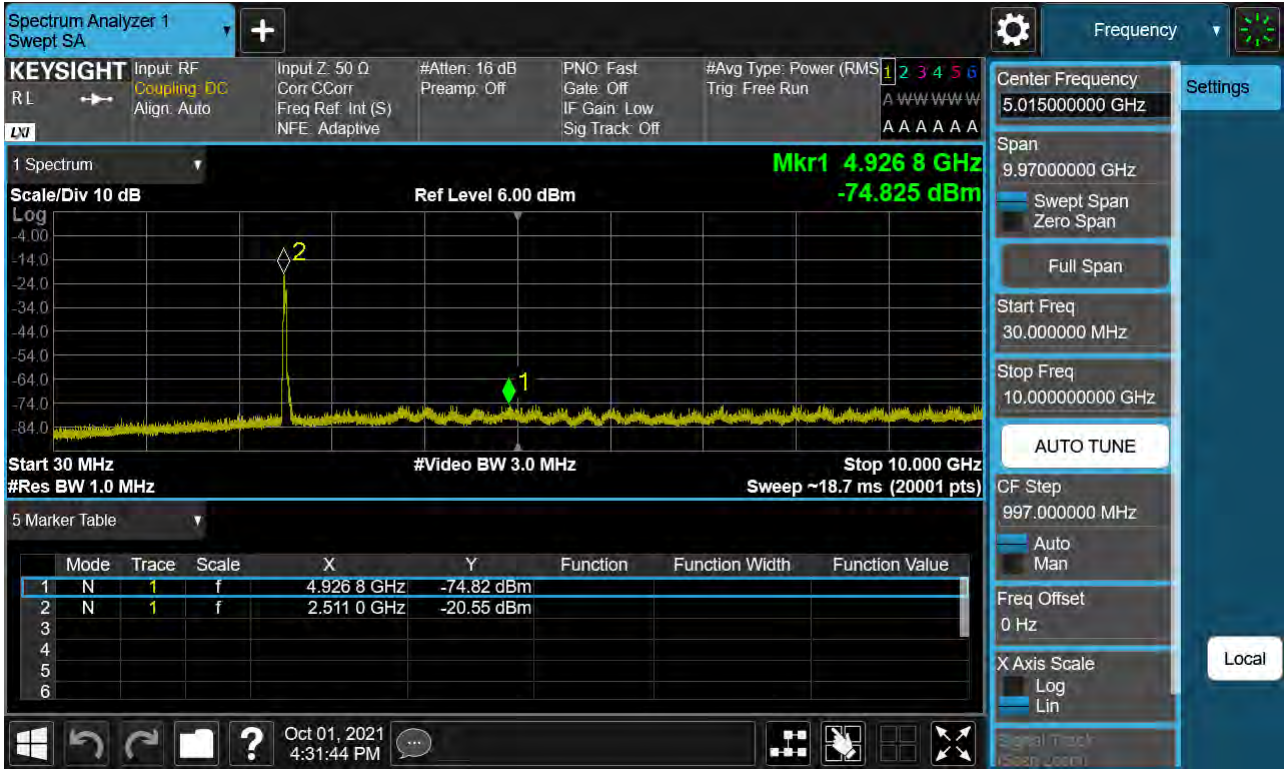 Spectrum Analyzer 1
Swept SA
Frequency
KEYSIGHT
RL
LXI
Input: RF
Coupling: DC
Align: Auto
Input Z: 50 Ω
Corr CCorr
Freq Ref: Int (S)
NFE: Adaptive
#Atten: 16 dB
Preamp: Off
PNO: Fast
Gate: Off
IF Gain: Low
Sig Track: Off
#Avg Type: Power (RMS
Trig: Free Run
1 2 3 4 5 6
A W W W W W
A A A A A A
1 Spectrum
Mkr1 4.926 8 GHz
-74.825 dBm
Scale/Div 10 dB
Ref Level 6.00 dBm
Log
-4.00
-14.0
-24.0
-34.0
-44.0
-54.0
-64.0
-74.0
-84.0
2
1
Start 30 MHz
#Video BW 3.0 MHz
Stop 10.000 GHz
#Res BW 1.0 MHz
Sweep ~18.7 ms (20001 pts)
5 Marker Table
Mode Trace Scale X Y Function Function Width Function Value
1 N 1 f 4.926 8 GHz -74.82 dBm
2 N 1 f 2.511 0 GHz -20.55 dBm
3
4
5
6
Center Frequency
5.015000000 GHz
Settings
Span
9.97000000 GHz
Swept Span
Zero Span
Full Span
Start Freq
30.000000 MHz
Stop Freq
10.000000000 GHz
AUTO TUNE
CF Step
997.000000 MHz
Auto
Man
Freq Offset
0 Hz
X Axis Scale
Log
Lin
Local
Signal Track
(Span Zoom)
?
Oct 01, 2021
4:31:44 PM